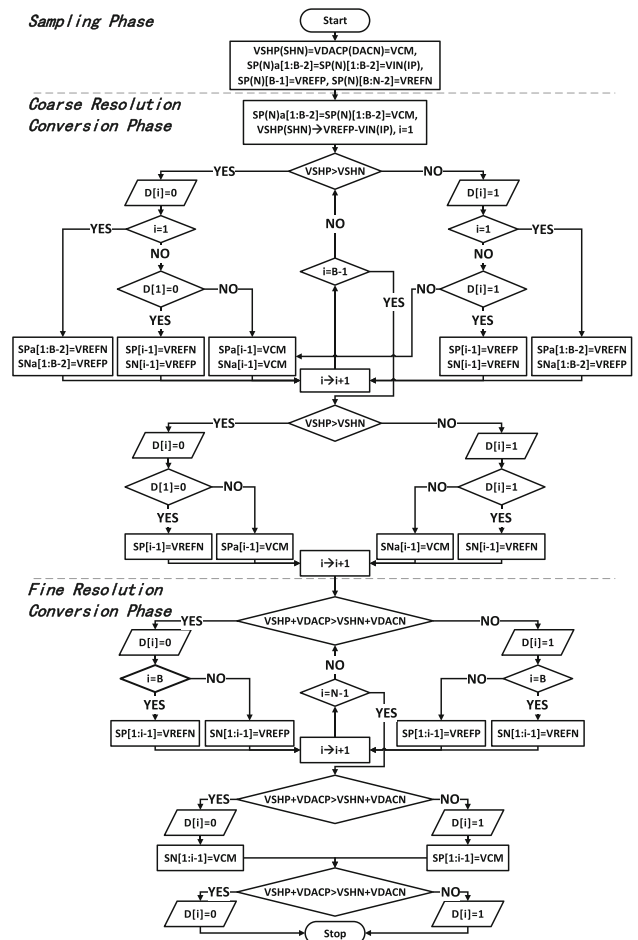 Sampling Phase
Start
VSHP(SHN)=VDACP(DACN)=VCM,
SP(N)a[1:B-2]=SP(N)[1:B-2]=VIN(IP),
SP(N)[B-1]=VREFP, SP(N)[B:N-2]=VREFN
Coarse Resolution
Conversion Phase
SP(N)a[1:B-2]=SP(N)[1:B-2]=VCM,
VSHP(SHN)→VREFP-VIN(IP), i=1
YES
VSHP>VSHN
NO
D[i]=0
D[i]=1
NO
YES
i=1
i=1
YES
NO
NO
i=B-1
YES
D[1]=0
NO
NO
D[i]=1
YES
YES
SPa[1:B-2]=VREFN
SNa[1:B-2]=VREFP
SP[i-1]=VREFN
SN[i-1]=VREFP
SPa[i-1]=VCM
SNa[i-1]=VCM
SP[i-1]=VREFP
SN[i-1]=VREFN
SPa[1:B-2]=VREFN
SNa[1:B-2]=VREFP
i→i+1
YES
VSHP>VSHN
NO
D[i]=0
D[i]=1
D[1]=0
NO
NO
D[i]=1
YES
YES
SP[i-1]=VREFN
SPa[i-1]=VCM
SNa[i-1]=VCM
SN[i-1]=VREFN
i→i+1
Fine Resolution
Conversion Phase
YES
VSHP+VDACP>VSHN+VDACN
NO
D[i]=0
D[i]=1
NO
i=B
NO
i=N-1
NO
i=B
YES
YES
YES
SP[1:i-1]=VREFN
SN[1:i-1]=VREFP
i→i+1
SP[1:i-1]=VREFP
SN[1:i-1]=VREFN
YES
VSHP+VDACP>VSHN+VDACN
NO
D[i]=0
D[i]=1
SN[1:i-1]=VCM
SP[1:i-1]=VCM
YES
VSHP+VDACP>VSHN+VDACN
NO
D[i]=0
D[i]=1
Stop